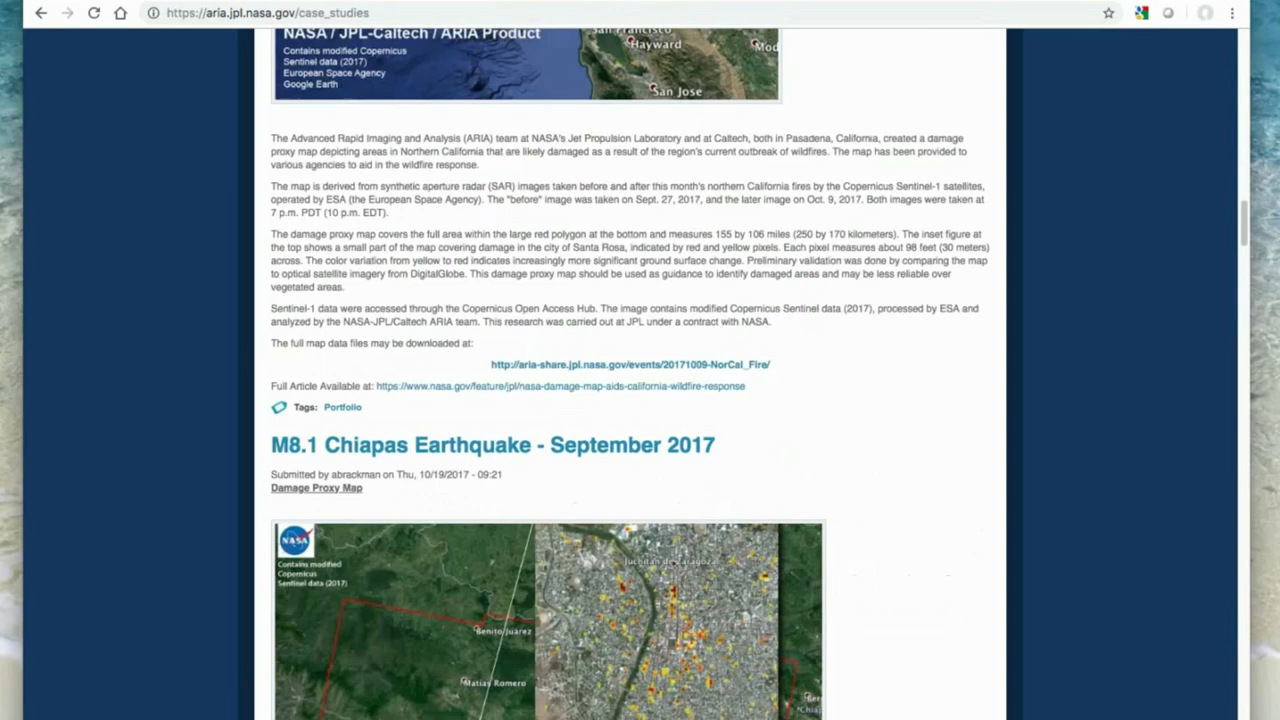 https://aria.jpl.nasa.gov/case_studies
NASA / JPL-Caltech / ARIA Product
Contains modified Copernicus
Sentinel data (2017)
European Space Agency
Google Earth
San Francisco
Hayward
Mod
San Jose
The Advanced Rapid Imaging and Analysis (ARIA) team at NASA's Jet Propulsion Laboratory and at Caltech, both in Pasadena, California, created a damage
proxy map depicting areas in Northern California that are likely damaged as a result of the region's current outbreak of wildfires. The map has been provided to
various agencies to aid in the wildfire response.
The map is derived from synthetic aperture radar (SAR) images taken before and after this month's northern California fires by the Copernicus Sentinel-1 satellites,
operated by ESA (the European Space Agency). The "before" image was taken on Sept. 27, 2017, and the later image on Oct. 9, 2017. Both images were taken at
7 p.m. PDT (10 p.m. EDT).
The damage proxy map covers the full area within the large red polygon at the bottom and measures 155 by 106 miles (250 by 170 kilometers). The inset figure at
the top shows a small part of the map covering damage in the city of Santa Rosa, indicated by red and yellow pixels. Each pixel measures about 98 feet (30 meters)
across. The color variation from yellow to red indicates increasingly more significant ground surface change. Preliminary validation was done by comparing the map
to optical satellite imagery from DigitalGlobe. This damage proxy map should be used as guidance to identify damaged areas and may be less reliable over
vegetated areas.
Sentinel-1 data were accessed through the Copernicus Open Access Hub. The image contains modified Copernicus Sentinel data (2017), processed by ESA and
analyzed by the NASA-JPL/Caltech ARIA team. This research was carried out at JPL under a contract with NASA.
The full map data files may be downloaded at:
http://aria-share.jpl.nasa.gov/events/20171009-NorCal_Fire/
Full Article Available at: https://www.nasa.gov/feature/jpl/nasa-damage-map-aids-california-wildfire-response
Tags: Portfolio
M8.1 Chiapas Earthquake - September 2017
Submitted by abrackman on Thu, 10/19/2017 - 09:21
Damage Proxy Map
NASA
Contains modified
Copernicus
Sentinel data (2017)
Juchitán de Zaragoza
Benito Juárez
Matías Romero
Ber
Chia